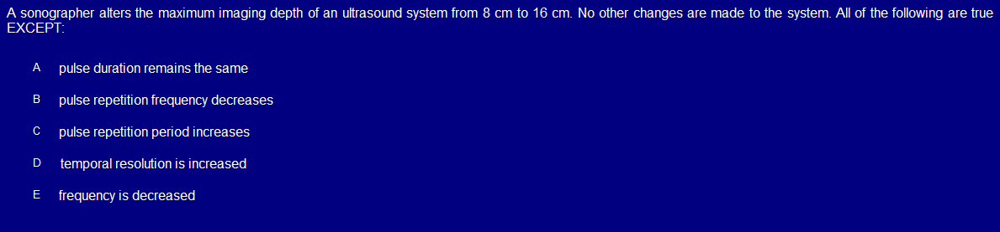 A sonographer alters the maximum imaging depth of an ultrasound system from 8 cm to 16 cm. No other changes are made to the system. All of the following are true
EXCEPT:
A pulse duration remains the same
B pulse repetition frequency decreases
C pulse repetition period increases
D temporal resolution is increased
E frequency is decreased